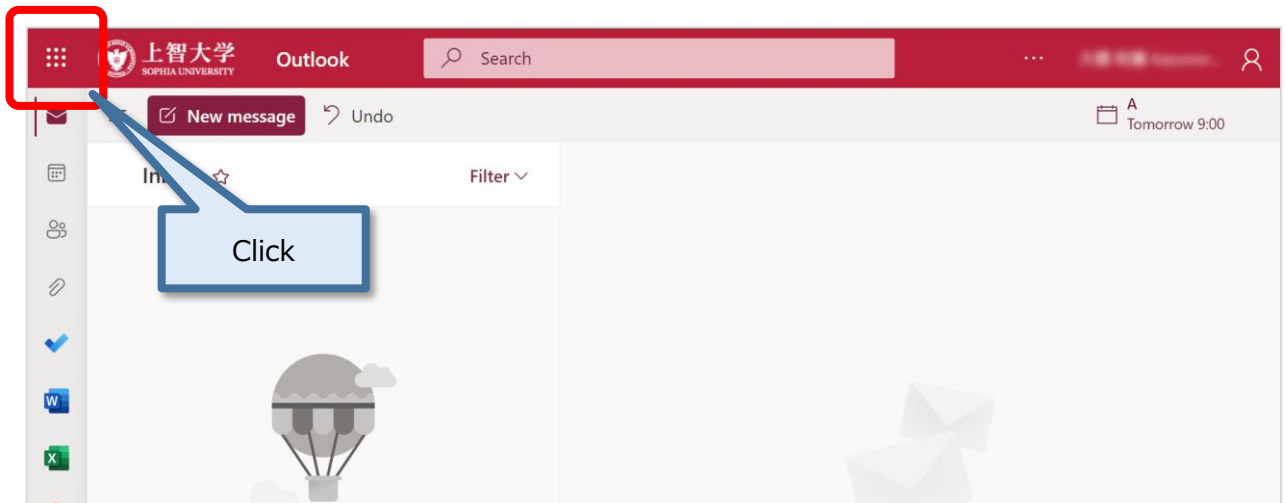 上智大学
SOPHIA UNIVERSITY
Outlook
Search
New message
Undo
A
Tomorrow 9:00
Filter
Click
W
X